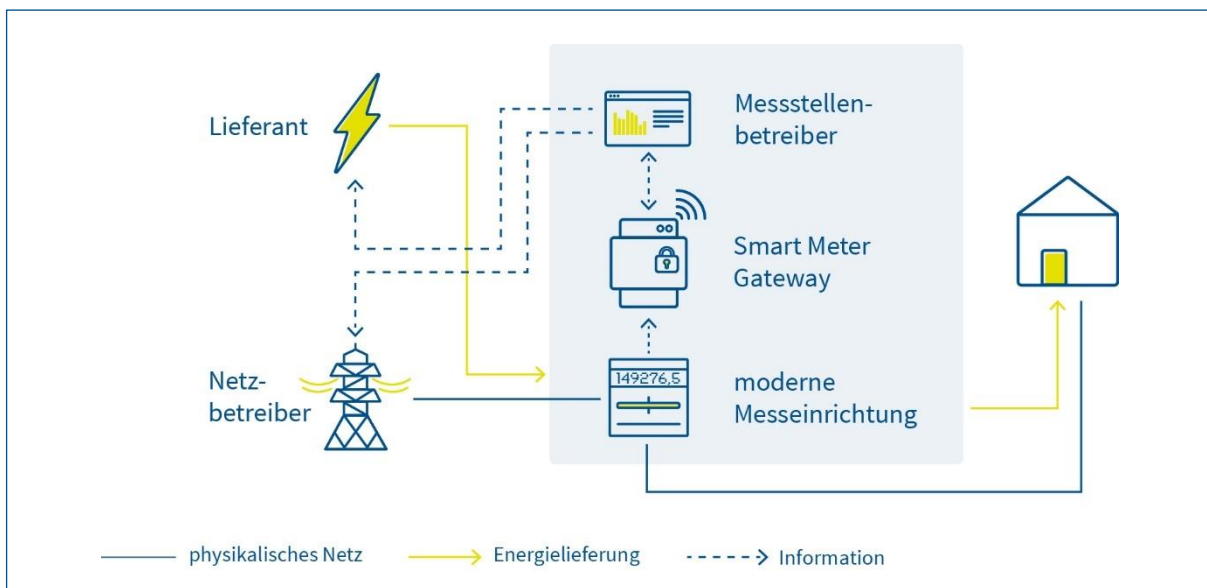 Lieferant
Messstellen-
betreiber
Smart Meter
Gateway
Netz-
betreiber
149276,5
moderne
Messeinrichtung
physikalisches Netz
Energielieferung
Information